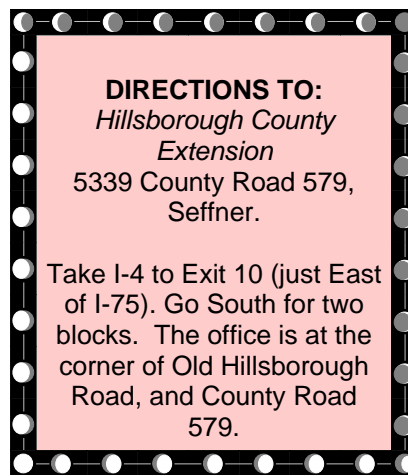 DIRECTIONS TO:
Hillsborough County
Extension
5339 County Road 579,
Seffner.
Take I-4 to Exit 10 (just East
of I-75). Go South for two
blocks. The office is at the
corner of Old Hillsborough
Road, and County Road
579.